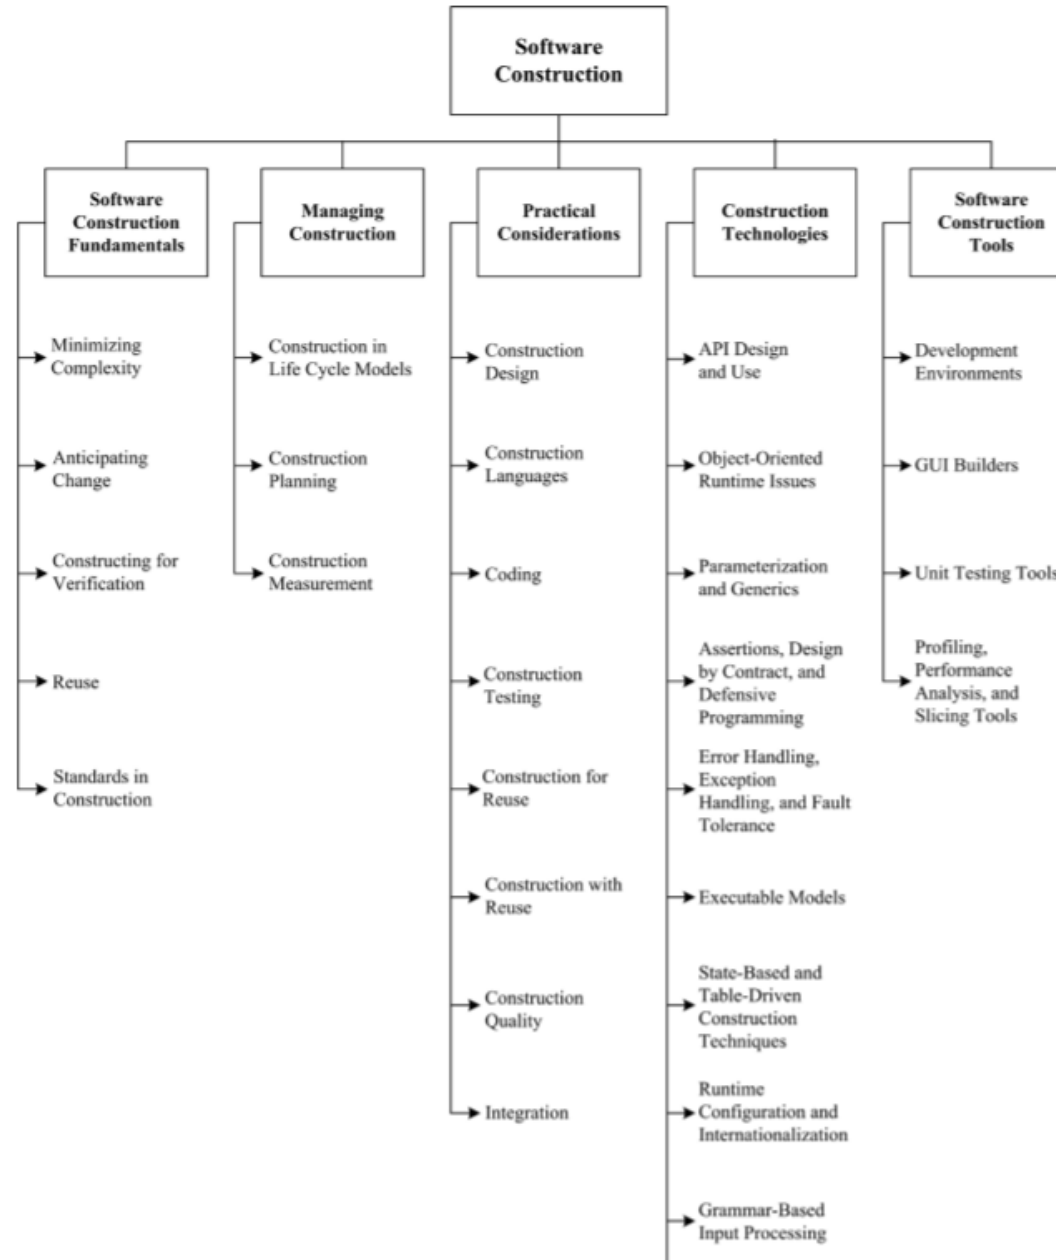 Software
Construction
Software
Construction
Fundamentals
Managing
Construction
Practical
Considerations
Construction
Technologies
Software
Construction
Tools
Minimizing
Complexity
Anticipating
Change
Constructing for
Verification
Reuse
Standards in
Construction
Construction in
Life Cycle Models
Construction
Planning
Construction
Measurement
Construction
Design
Construction
Languages
Coding
Construction
Testing
Construction for
Reuse
Construction with
Reuse
Construction
Quality
Integration
API Design
and Use
Object-Oriented
Runtime Issues
Parameterization
and Generics
Assertions, Design
by Contract, and
Defensive
Programming
Error Handling,
Exception
Handling, and Fault
Tolerance
Executable Models
State-Based and
Table-Driven
Construction
Techniques
Runtime
Configuration and
Internationalization
Grammar-Based
Input Processing
Development
Environments
GUI Builders
Unit Testing Tools
Profiling,
Performance
Analysis, and
Slicing Tools